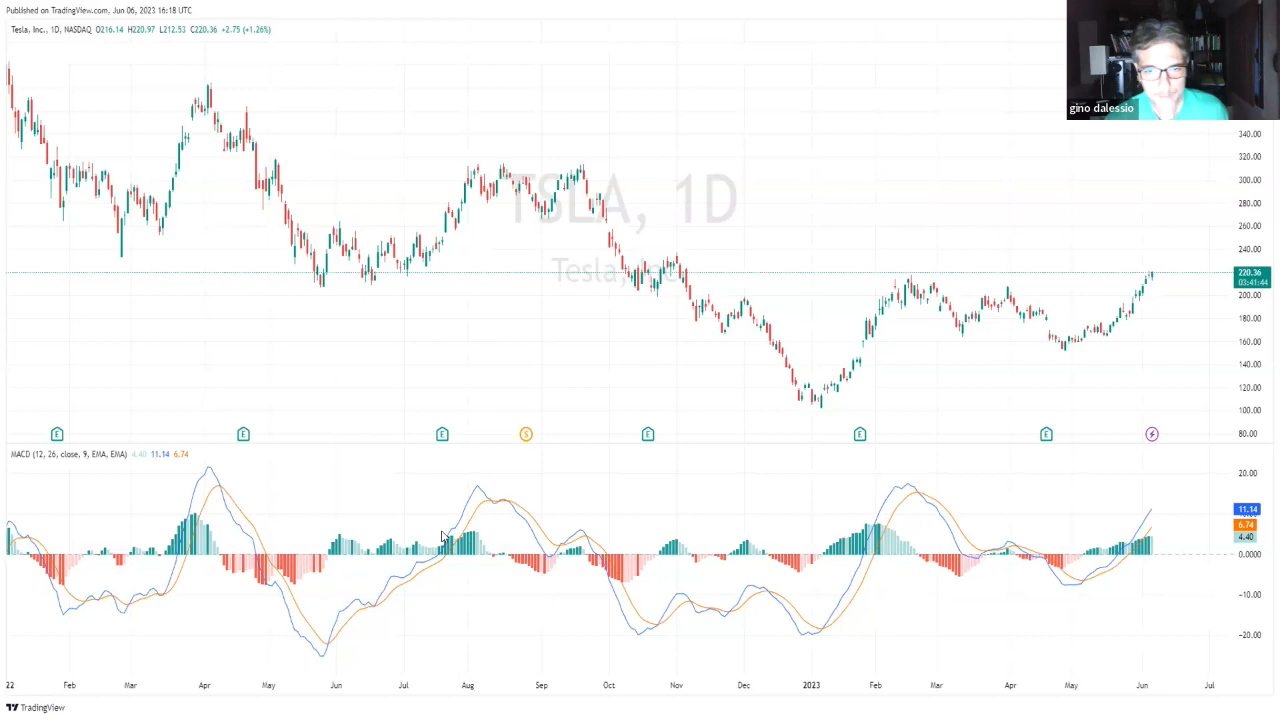 Published on TradingView.com, Jun 06, 2023 16:18 UTC
Tesla, Inc., 1D, NASDAQ O216.14 H220.97 L212.53 C220.36 +2.75 (+1.26%)
gino dalessio
340.00
320.00
300.00
280.00
260.00
240.00
220.36
03:41:44
200.00
180.00
160.00
140.00
120.00
100.00
80.00
TSLA, 1D
Tesla, Inc.
E
E
E
S
E
E
E
MACD (12, 26, close, 9, EMA, EMA) 4.40 11.14 6.74
20.00
11.14
6.74
4.40
0.0000
-10.00
-20.00
22 Feb Mar Apr May Jun Jul Aug Sep Oct Nov Dec 2023 Feb Mar Apr May Jun Jul
TradingView